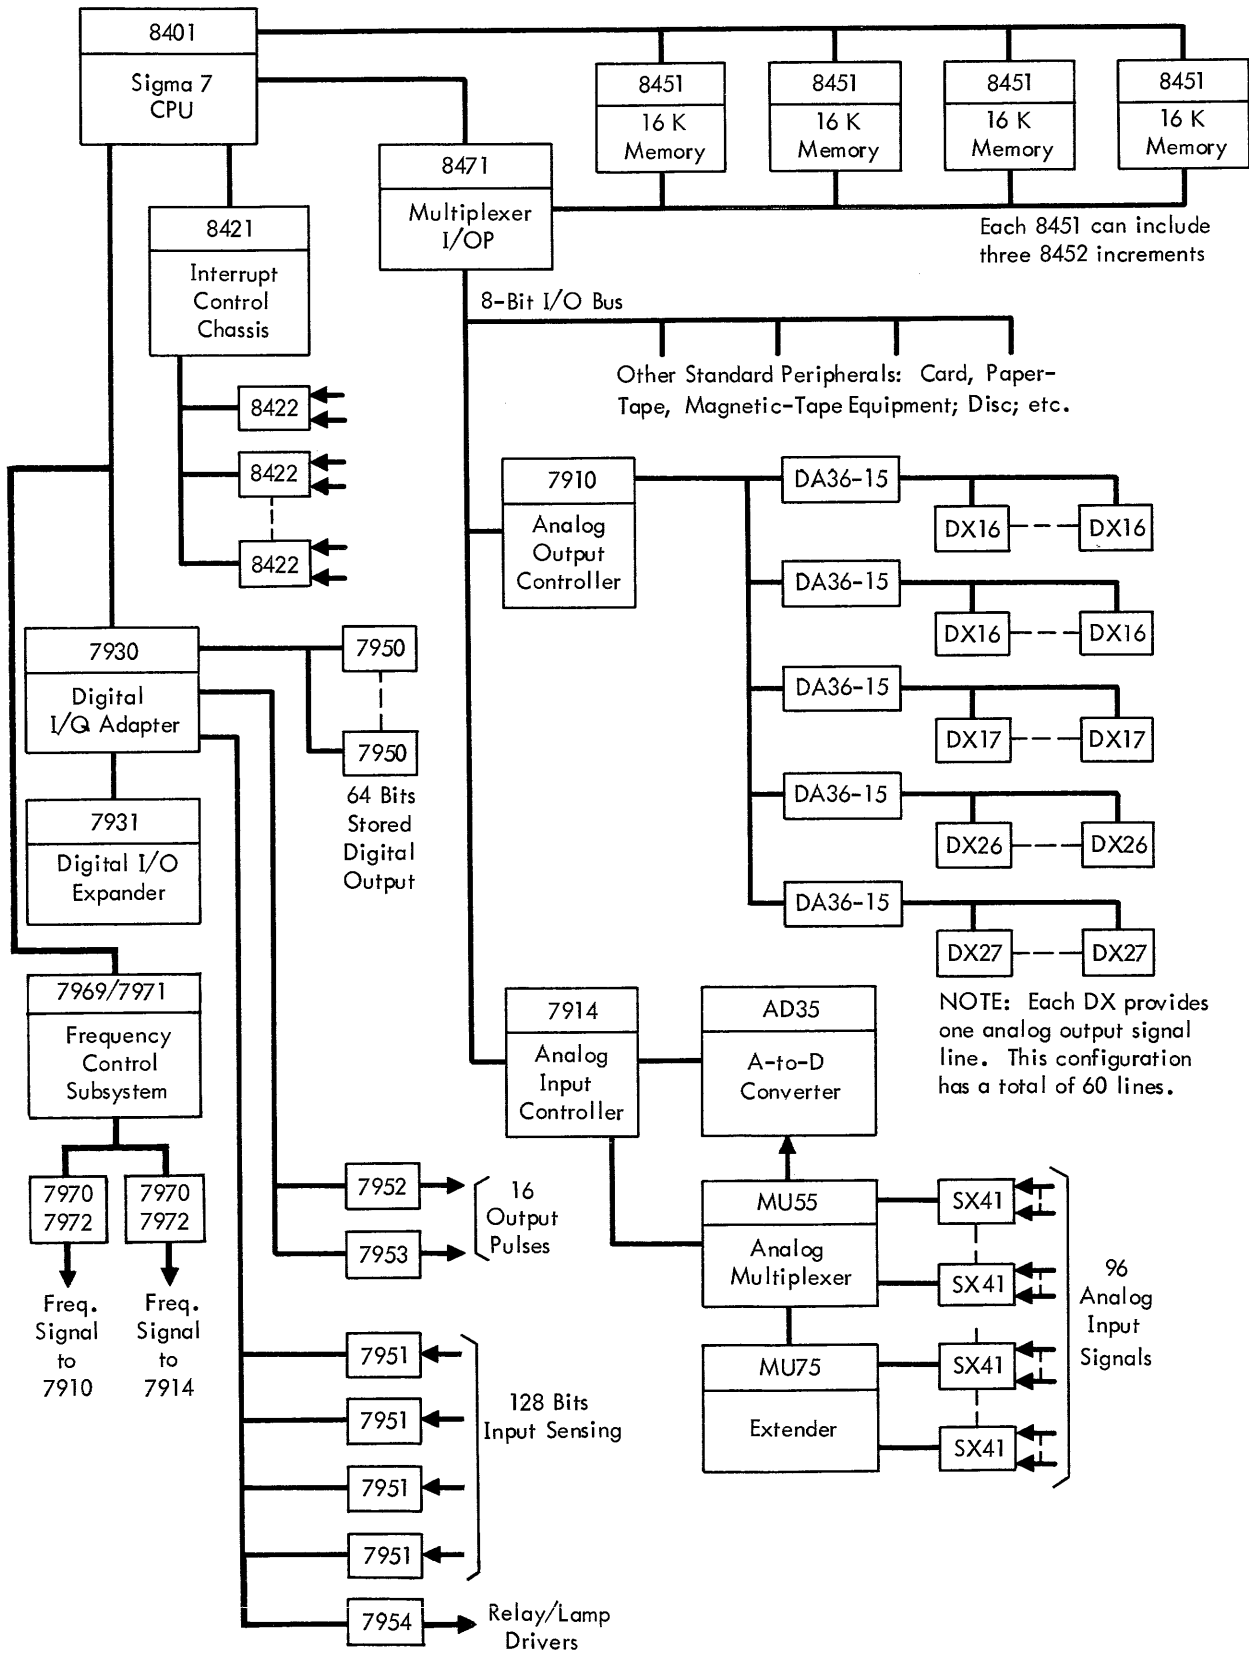 8401
Sigma 7
CPU
8451
16 K
Memory
8451
16 K
Memory
8451
16 K
Memory
8451
16 K
Memory
8471
Multiplexer
I/OP
Each 8451 can include
three 8452 increments
8421
Interrupt
Control
Chassis
8-Bit I/O Bus
Other Standard Peripherals: Card, Paper-
Tape, Magnetic-Tape Equipment; Disc; etc.
8422
8422
8422
7910
Analog
Output
Controller
DA36-15
DX16
DX16
DA36-15
DX16
DX16
DA36-15
DX17
DX17
DA36-15
DX26
DX26
DA36-15
DX27
DX27
NOTE: Each DX provides
one analog output signal
line. This configuration
has a total of 60 lines.
7930
Digital
I/O Adapter
7950
7950
64 Bits
Stored
Digital
Output
7931
Digital I/O
Expander
7969/7971
Frequency
Control
Subsystem
7970
7972
7970
7972
Freq.
Signal
to
7910
Freq.
Signal
to
7914
7914
Analog
Input
Controller
AD35
A-to-D
Converter
7952
7953
16
Output
Pulses
MU55
Analog
Multiplexer
MU75
Extender
SX41
SX41
SX41
SX41
96
Analog
Input
Signals
7951
7951
7951
7951
128 Bits
Input Sensing
7954
Relay/Lamp
Drivers